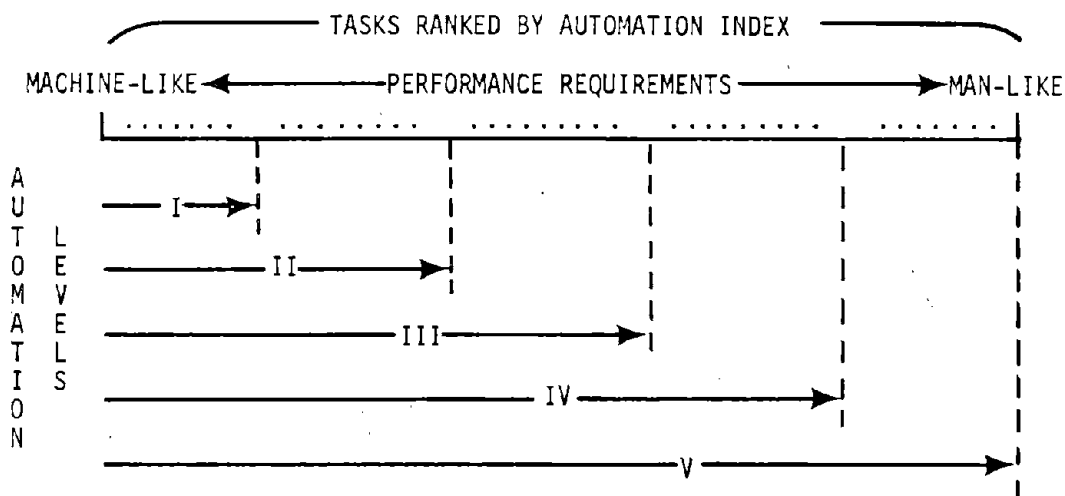 TASKS RANKED BY AUTOMATION INDEX
MACHINE-LIKE PERFORMANCE REQUIREMENTS MAN-LIKE
AUTOMATION
LEVELS
I
II
III
IV
V